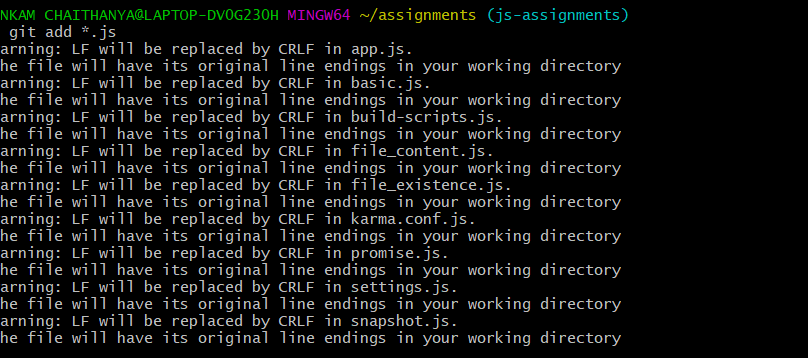 NKAM CHAITHANYA@LAPTOP-DVOG23OH MINGW64 ~/assignments (js-assignments)
git add *.js
arning: LF will be replaced by CRLF in app.js.
he file will have its original line endings in your working directory
arning: LF will be replaced by CRLF in basic.js.
he file will have its original line endings in your working directory
arning: LF will be replaced by CRLF in build-scripts.js.
he file will have its original line endings in your working directory
arning: LF will be replaced by CRLF in file_content.js.
he file will have its original line endings in your working directory
arning: LF will be replaced by CRLF in file_existence.js.
he file will have its original line endings in your working directory
arning: LF will be replaced by CRLF in karma.conf.js.
he file will have its original line endings in your working directory
arning: LF will be replaced by CRLF in promise.js.
he file will have its original line endings in your working directory
arning: LF will be replaced by CRLF in settings.js.
he file will have its original line endings in your working directory
arning: LF will be replaced by CRLF in snapshot.js.
he file will have its original line endings in your working directory